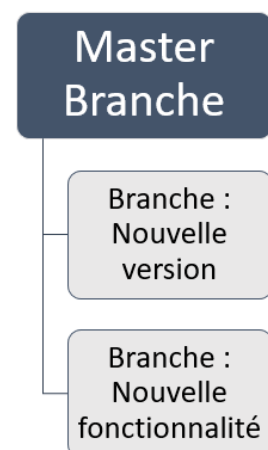 Master
Branche
Branche :
Nouvelle
version
Branche :
Nouvelle
fonctionnalité